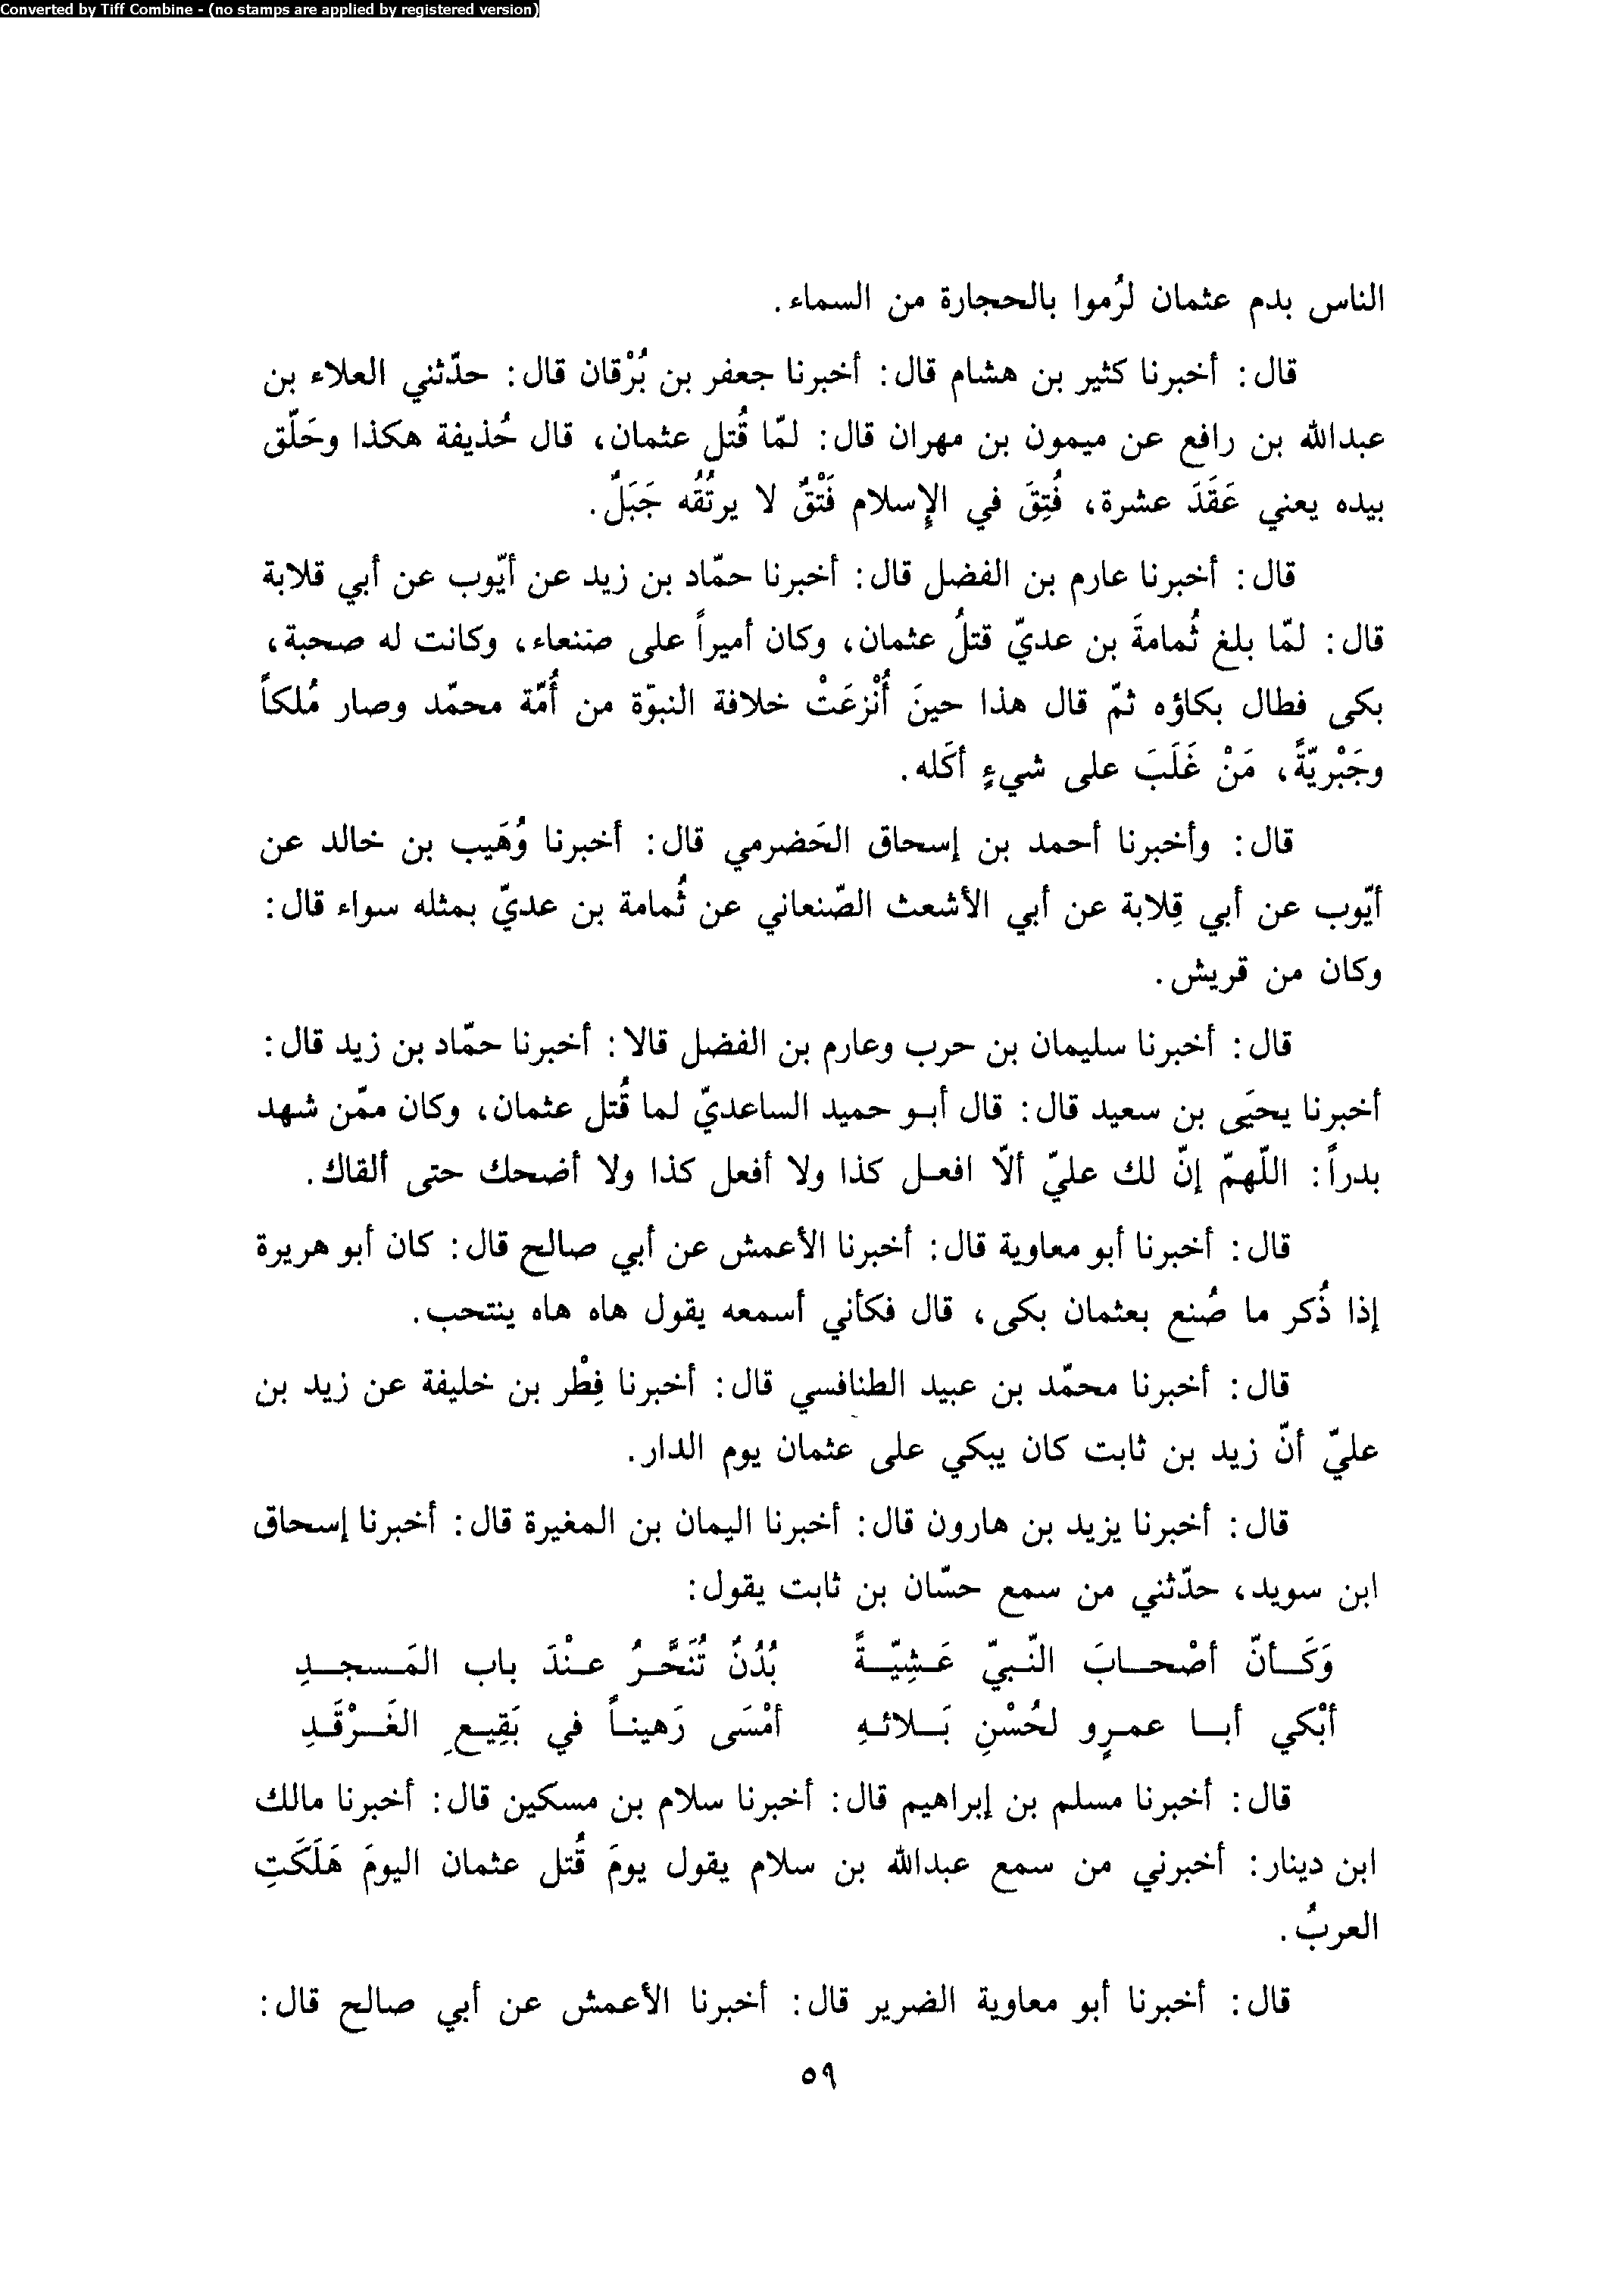 Converted by Tiff Combine - (no stamps are applied by registered version)
الناس بدم عثمان لرُموا بالحجارة من السماء.
قال: أخبرنا كثير بن هشام قال: أخبرنا جعفر بن بُرْقان قال: حدّثني العلاء بن
عبدالله بن رافع عن ميمون بن مهران قال: لمّا قُتل عثمان، قال حُذيفة هكذا وحَلّق
بيده يعني عَقَدَ عشرة، فُتِقَ في الإسلام فَتْقٌ لا يرتُقُه جَبَلٌ.
قال: أخبرنا عارم بن الفضل قال: أخبرنا حمّاد بن زيد عن أيّوب عن أبي قلابة
قال: لمّا بلغ ثُمامةَ بن عديّ قتلُ عثمان، وكان أميراً على صنعاء، وكانت له صحبة،
بكى فطال بكاؤه ثمّ قال هذا حينَ أُنْزعَتْ خلافة النبوّة من أُمّة محمّد وصار مُلكاً
وجَبْريّةً، مَنْ غَلَبَ على شيءٍ أكَله.
قال: وأخبرنا أحمد بن إسحاق الحَضرمي قال: أخبرنا وُهَيب بن خالد عن
أيّوب عن أبي قِلابة عن أبي الأشعث الصّنعاني عن ثُمامة بن عديّ بمثله سواء قال:
وكان من قريش.
قال: أخبرنا سليمان بن حرب وعارم بن الفضل قالا: أخبرنا حمّاد بن زيد قال:
أخبرنا يحيَى بن سعيد قال: قال أبو حميد الساعديّ لما قُتل عثمان، وكان ممّن شهد
بدراً: اللّهمّ إنّ لك عليّ ألاّ افعل كذا ولا أفعل كذا ولا أضحك حتى ألقاك.
قال: أخبرنا أبو معاوية قال: أخبرنا الأعمش عن أبي صالح قال: كان أبو هريرة
إذا ذُكر ما صُنع بعثمان بكى، قال فكأني أسمعه يقول هاه هاه ينتحب.
قال: أخبرنا محمّد بن عبيد الطنافسي قال: أخبرنا فِطْر بن خليفة عن زيد بن
عليّ أنّ زيد بن ثابت كان يبكي على عثمان يوم الدار.
قال: أخبرنا يزيد بن هارون قال: أخبرنا اليمان بن المغيرة قال: أخبرنا إسحاق
ابن سويد، حدّثني من سمع حسّان بن ثابت يقول:
وَكَأنّ أصْحابَ النّبيّ عَشِيّةً بُدُنٌ تُنَحَّرُ عنْدَ باب المَسجدِ
أبْكي أبا عمرٍو لحُسْنِ بَلائهِ أمْسَى رَهيناً في بَقِيعِ الغَرْقَدِ
قال: أخبرنا مسلم بن إبراهيم قال: أخبرنا سلام بن مسكين قال: أخبرنا مالك
ابن دينار: أخبرني من سمع عبدالله بن سلام يقول يومَ قُتل عثمان اليومَ هَلَكَتِ
العربُ.
قال: أخبرنا أبو معاوية الضرير قال: أخبرنا الأعمش عن أبي صالح قال:
٥٩